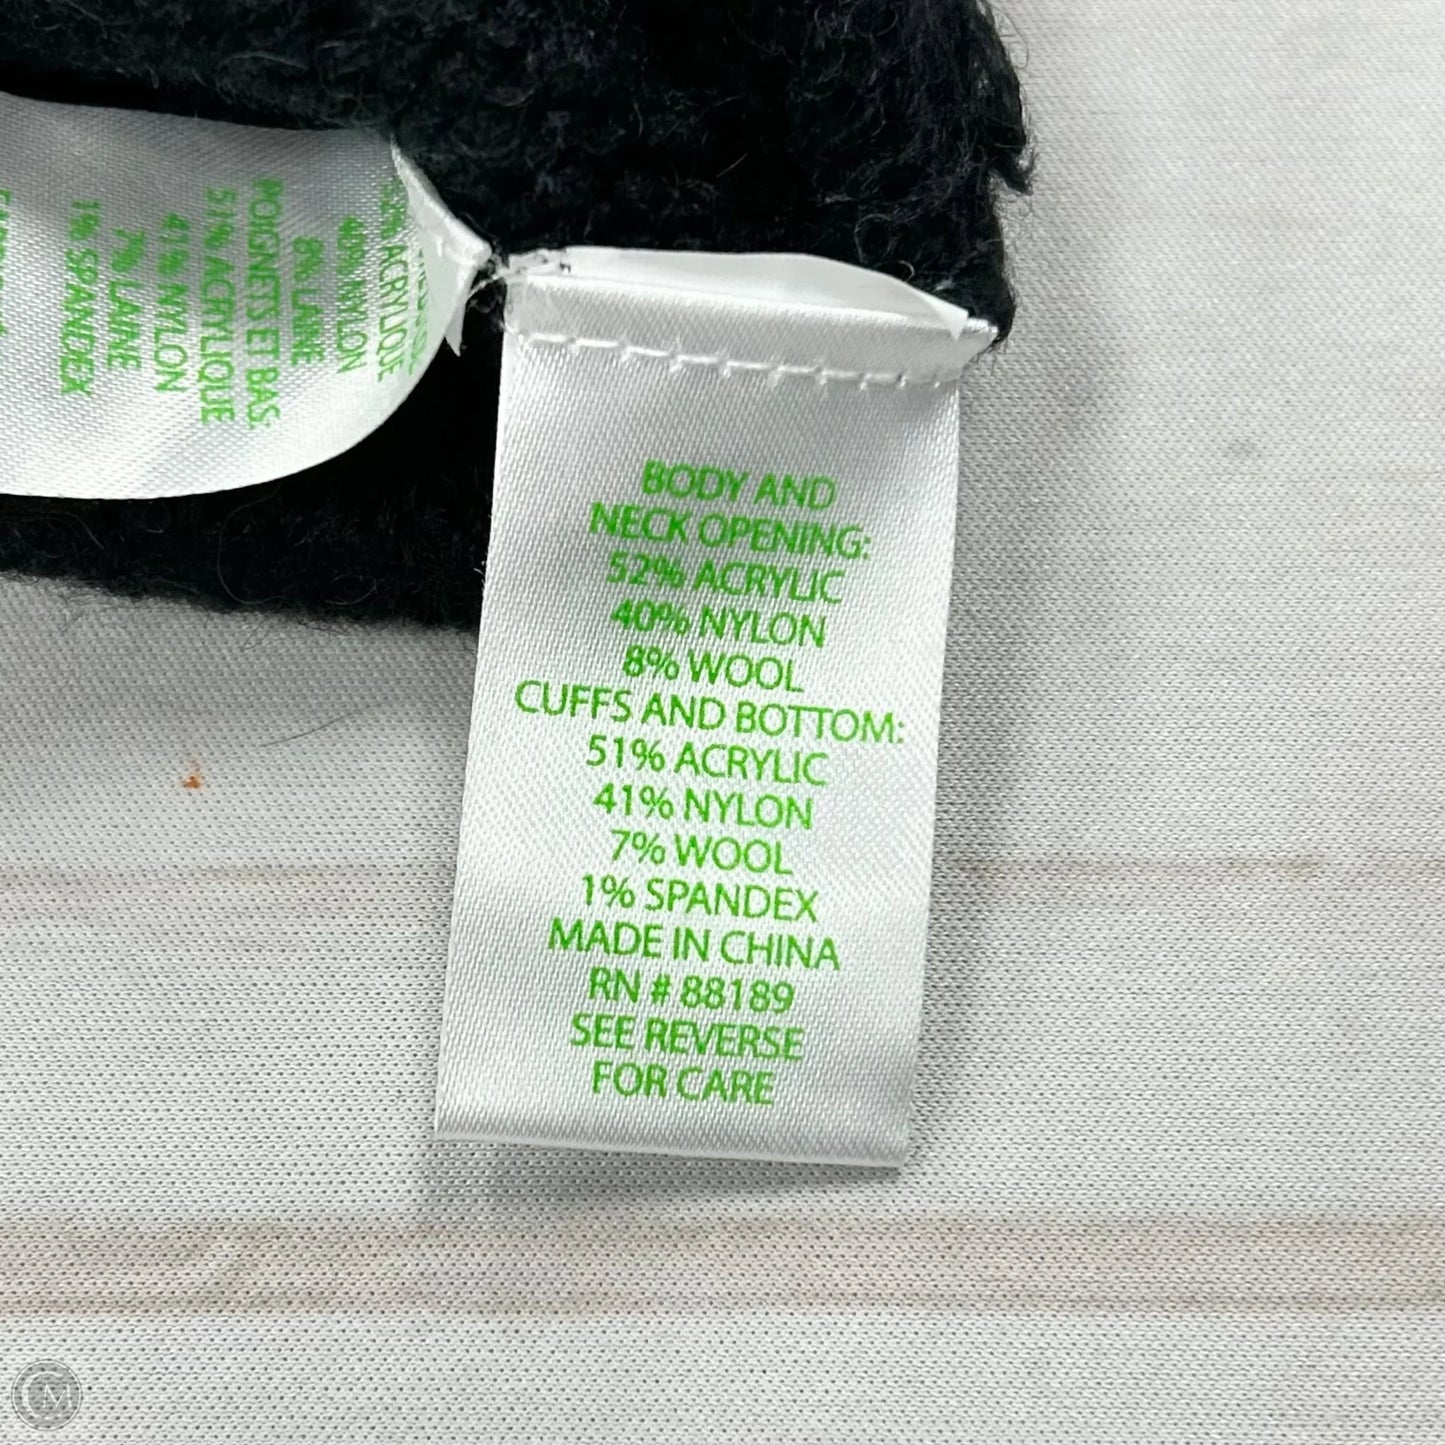 BODY AND
NECK OPENING:
52% ACRYLIC
40% NYLON
8% WOOL
CUFFS AND BOTTOM:
51% ACRYLIC
41% NYLON
7% WOOL
1% SPANDEX
MADE IN CHINA
RN # 88189
SEE REVERSE
FOR CARE
ACRYLIQUE
40% NYLON
8% LAINE
POIGNETS ET BAS:
51% ACRYLIQUE
41% NYLON
7% LAINE
1% SPANDEX
CM